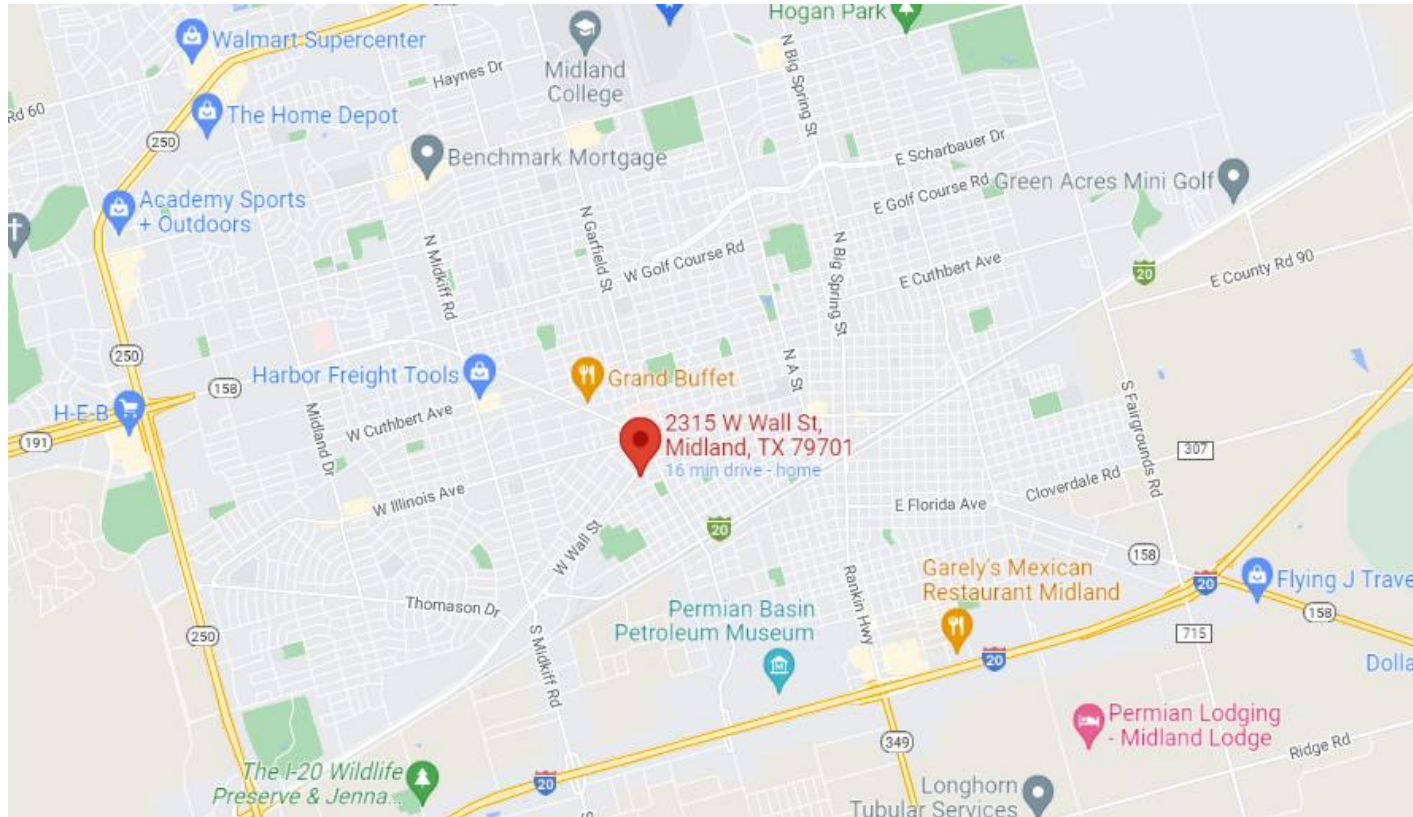 Walmart Supercenter
Hogan Park
Midland
College
Haynes Dr
Rd 60
The Home Depot
N Big Spring St
250
E Scharbauer Dr
Benchmark Mortgage
E Golf Course Rd
Green Acres Mini Golf
Academy Sports
+ Outdoors
N Garfield St
N Midkiff Rd
W Golf Course Rd
N Big Spring St
E Cuthbert Ave
20
E County Rd 90
250
158
Harbor Freight Tools
Grand Buffet
N A St
H-E-B
191
Midland Dr
W Cuthbert Ave
2315 W Wall St,
Midland, TX 79701
16 min drive - home
S Fairgrounds Rd
307
W Illinois Ave
E Florida Ave
Cloverdale Rd
20
W Wall St
158
Garely's Mexican
Restaurant Midland
20
Flying J Trave
158
Thomason Dr
Permian Basin
Petroleum Museum
Rankin Hwy
250
S Midkiff Rd
715
20
Dolla
Permian Lodging
- Midland Lodge
349
Ridge Rd
The I-20 Wildlife
Preserve & Jenna...
20
Longhorn
Tubular Services